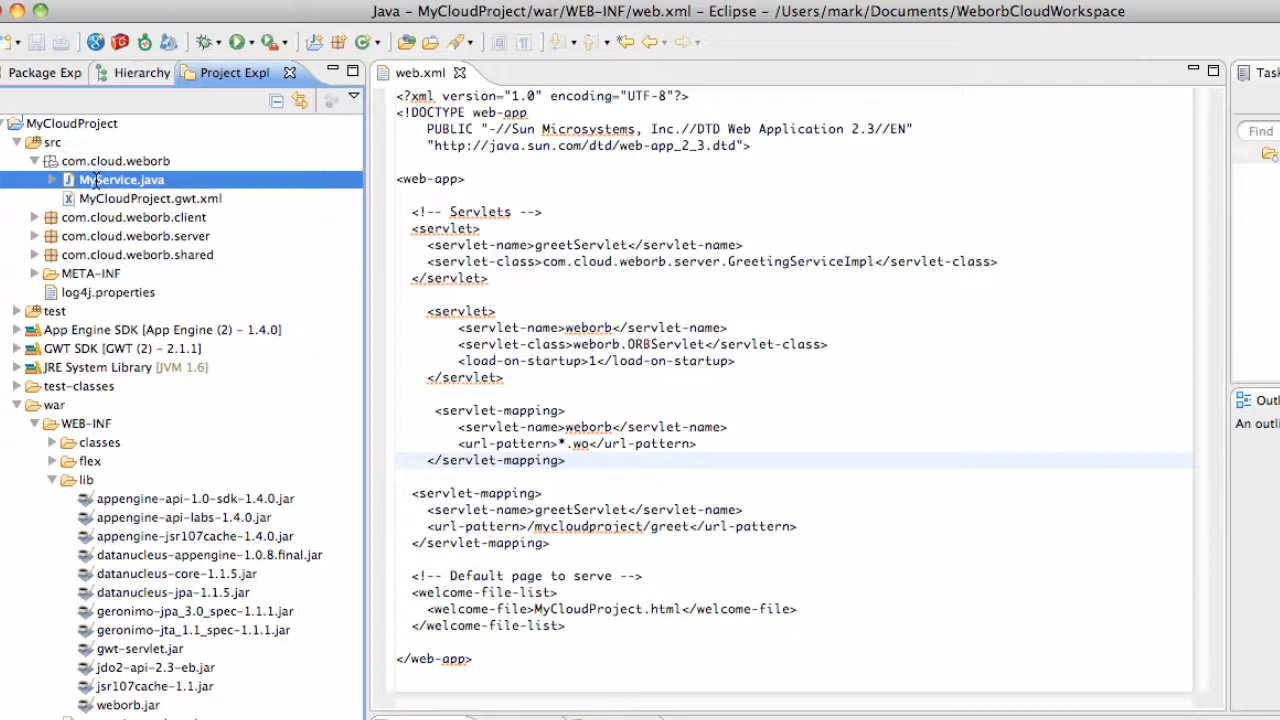 Java – MyCloudProject/war/WEB-INF/web.xml – Eclipse – /Users/mark/Documents/WeborbCloudWorkspace
Package Exp
Hierarchy
Project Expl
MyCloudProject
src
com.cloud.weborb
MyService.java
MyCloudProject.gwt.xml
com.cloud.weborb.client
com.cloud.weborb.server
com.cloud.weborb.shared
META-INF
log4j.properties
test
App Engine SDK [App Engine (2) - 1.4.0]
GWT SDK [GWT (2) - 2.1.1]
JRE System Library [JVM 1.6]
test-classes
war
WEB-INF
classes
flex
lib
appengine-api-1.0-sdk-1.4.0.jar
appengine-api-labs-1.4.0.jar
appengine-jsr107cache-1.4.0.jar
datanucleus-appengine-1.0.8.final.jar
datanucleus-core-1.1.5.jar
datanucleus-jpa-1.1.5.jar
geronimo-jpa_3.0_spec-1.1.1.jar
geronimo-jta_1.1_spec-1.1.1.jar
gwt-servlet.jar
jdo2-api-2.3-eb.jar
jsr107cache-1.1.jar
weborb.jar
web.xml
<?xml version="1.0" encoding="UTF-8"?>
<!DOCTYPE web-app
PUBLIC "-//Sun Microsystems, Inc.//DTD Web Application 2.3//EN"
"http://java.sun.com/dtd/web-app_2_3.dtd">
<web-app>
<!-- Servlets -->
<servlet>
<servlet-name>greetServlet</servlet-name>
<servlet-class>com.cloud.weborb.server.GreetingServiceImpl</servlet-class>
</servlet>
<servlet>
<servlet-name>weborb</servlet-name>
<servlet-class>weborb.ORBServlet</servlet-class>
<load-on-startup>1</load-on-startup>
</servlet>
<servlet-mapping>
<servlet-name>weborb</servlet-name>
<url-pattern>*.wo</url-pattern>
</servlet-mapping>
<servlet-mapping>
<servlet-name>greetServlet</servlet-name>
<url-pattern>/mycloudproject/greet</url-pattern>
</servlet-mapping>
<!-- Default page to serve -->
<welcome-file-list>
<welcome-file>MyCloudProject.html</welcome-file>
</welcome-file-list>
</web-app>
Tas
Find
Outl
An outli